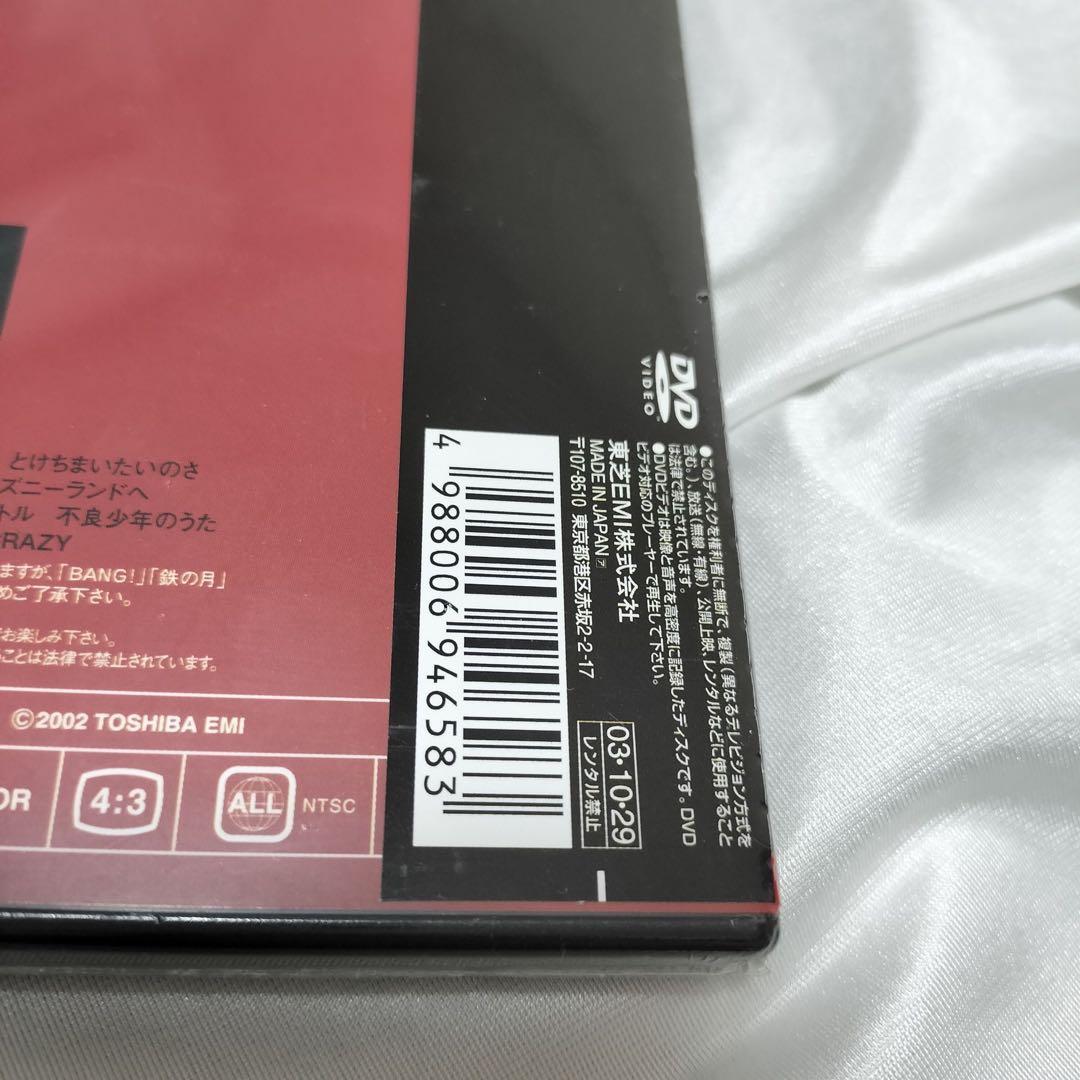 とけちまいたいのさ
ズニーランドへ
トル 不良少年のうた
RAZY
ますが、「BANG!」「鉄の月」
めご了承下さい。
お楽しみ下さい。
ことは法律で禁止されています。
©2002 TOSHIBA EMI
OR
4:3
ALL NTSC
DVD
VIDEO
●このディスクを権利者に無断で、複製(異なるテレビジョン方式を
含む。)、放送(無線・有線)、公開上映、レンタルなどに使用すること
は法律で禁止されています。
●DVDビデオは映像と音声を高密度に記録したディスクです。DVD
ビデオ対応のプレーヤーで再生して下さい。
東芝EMI株式会社
MADE IN JAPAN
〒107-8510 東京都港区赤坂2-2-17
4 988006 946583
03・10・29
レンタル禁止